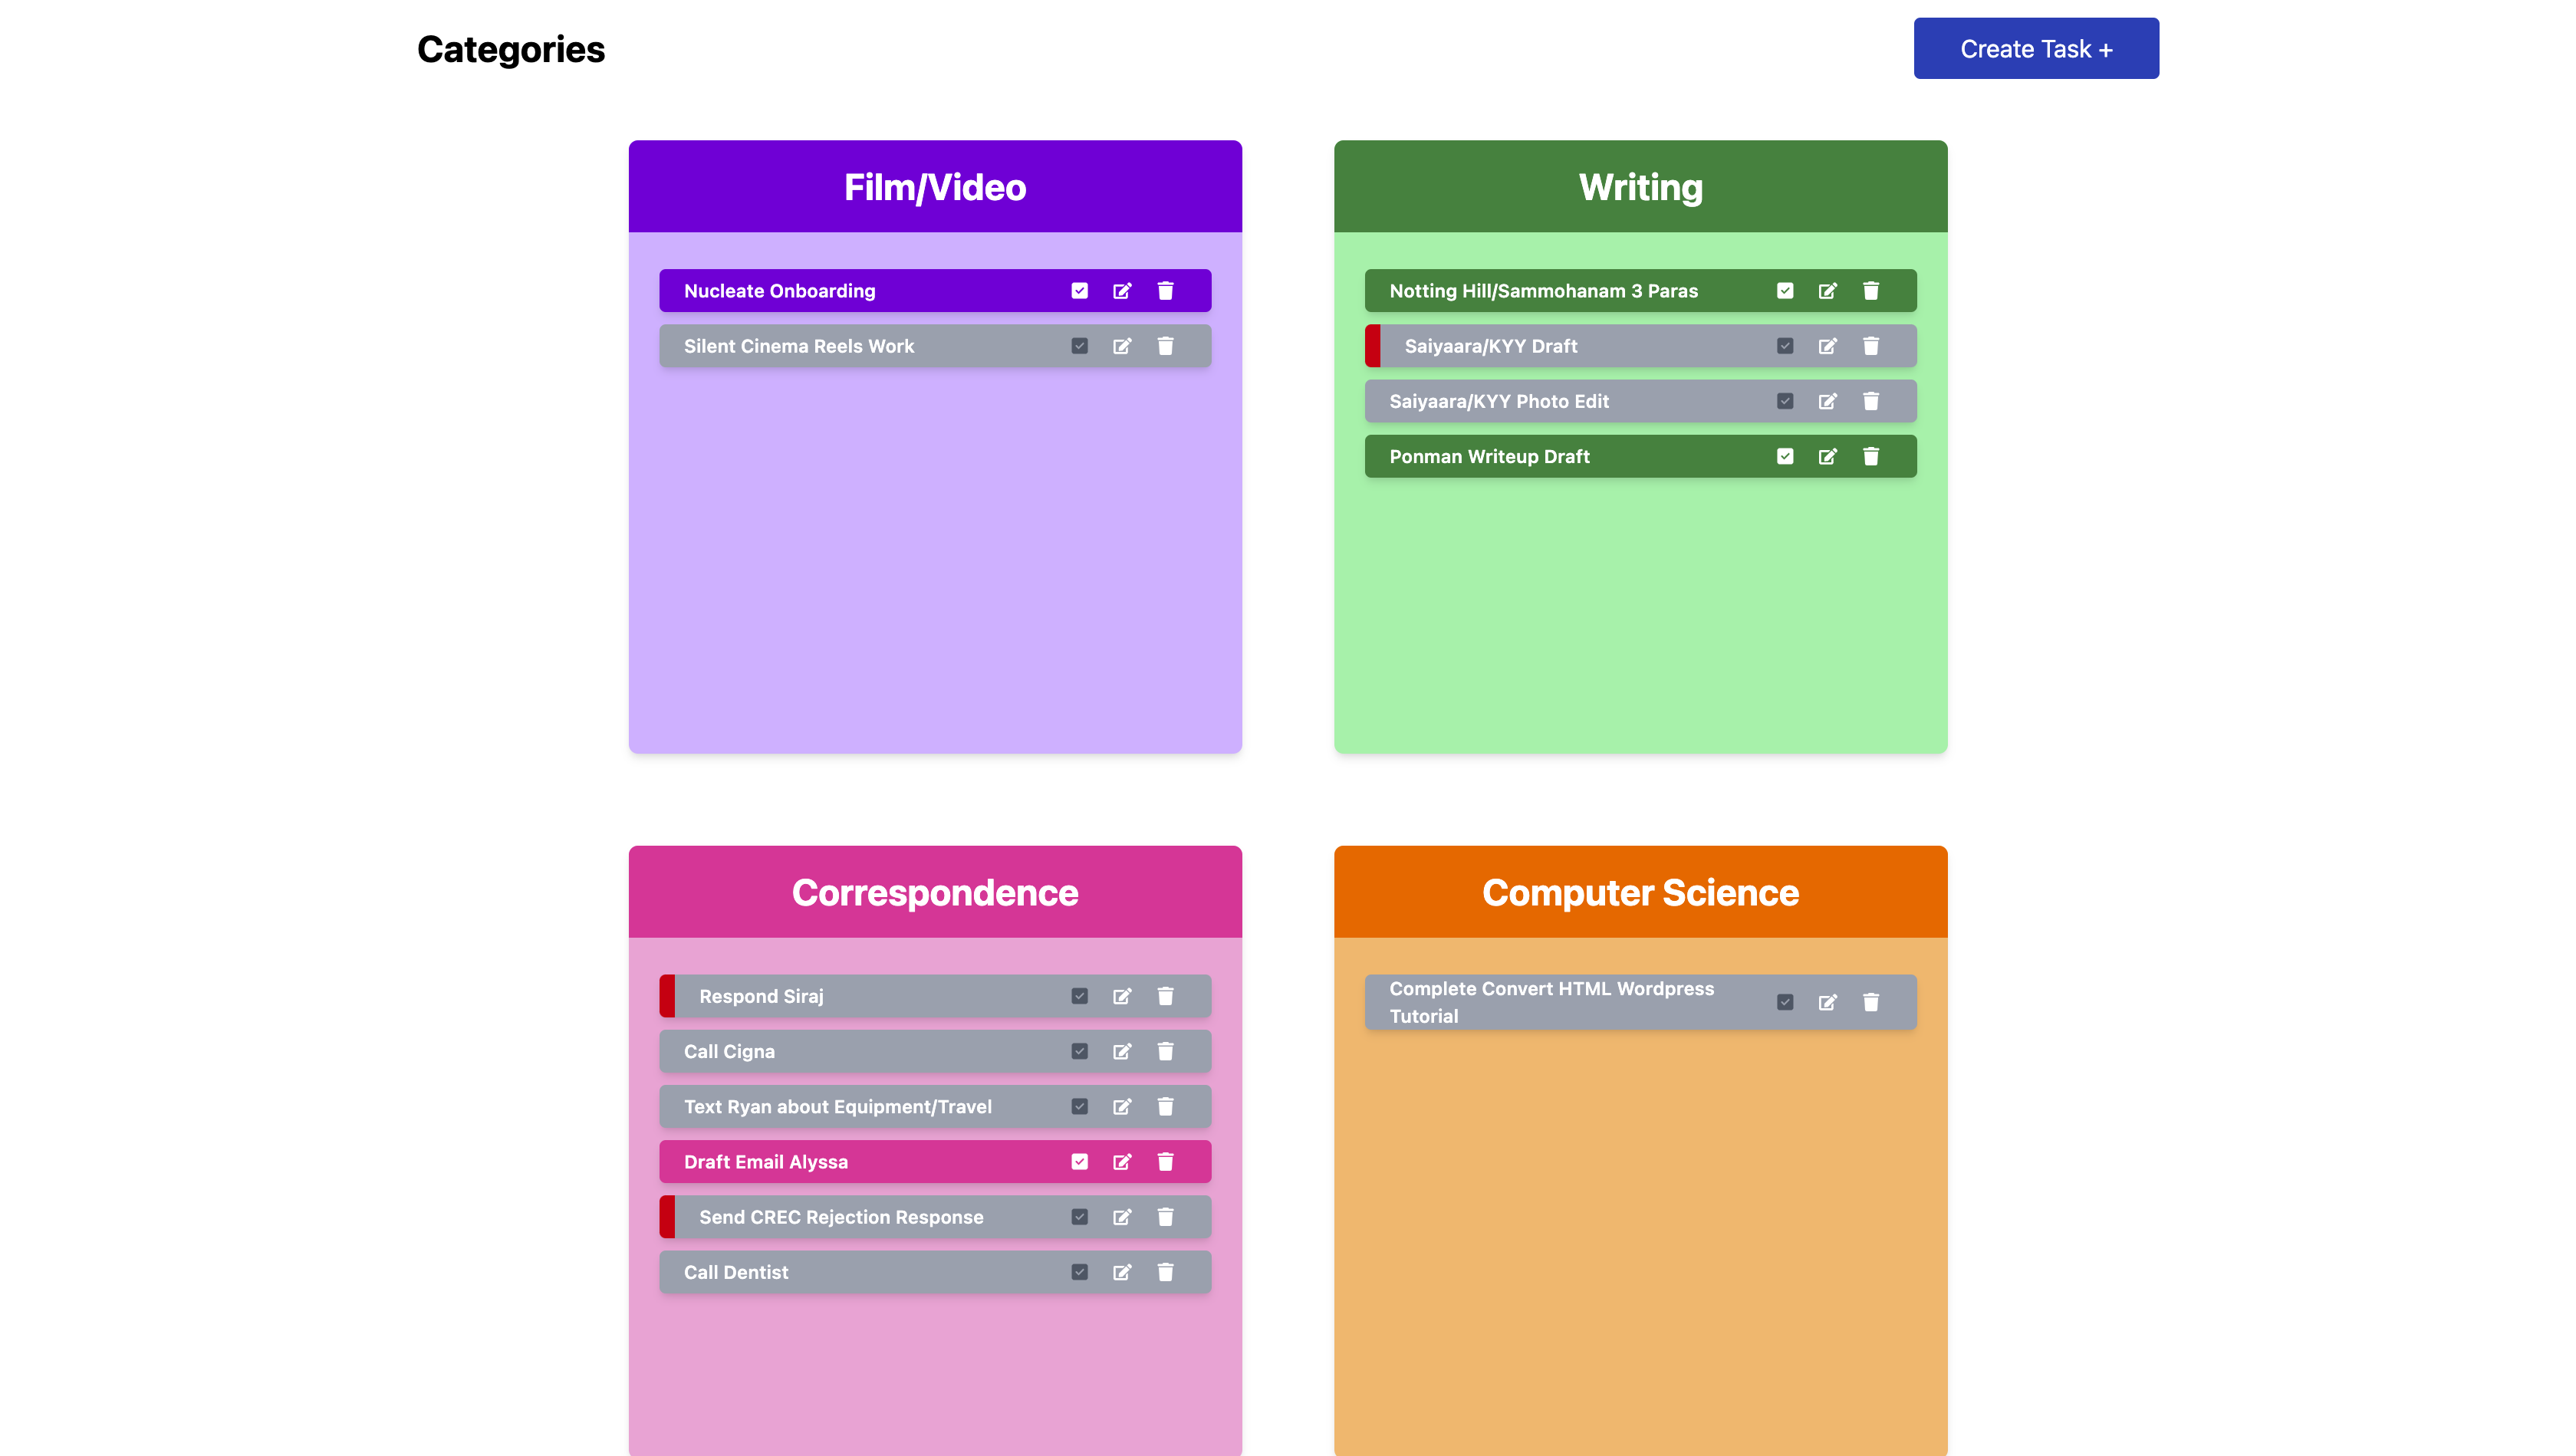 Categories
Create Task +
Film/Video
Nucleate Onboarding
Silent Cinema Reels Work
Writing
Notting Hill/Sammohanam 3 Paras
Saiyaara/KYY Draft
Saiyaara/KYY Photo Edit
Ponman Writeup Draft
Correspondence
Respond Siraj
Call Cigna
Text Ryan about Equipment/Travel
Draft Email Alyssa
Send CREC Rejection Response
Call Dentist
Computer Science
Complete Convert HTML Wordpress
Tutorial